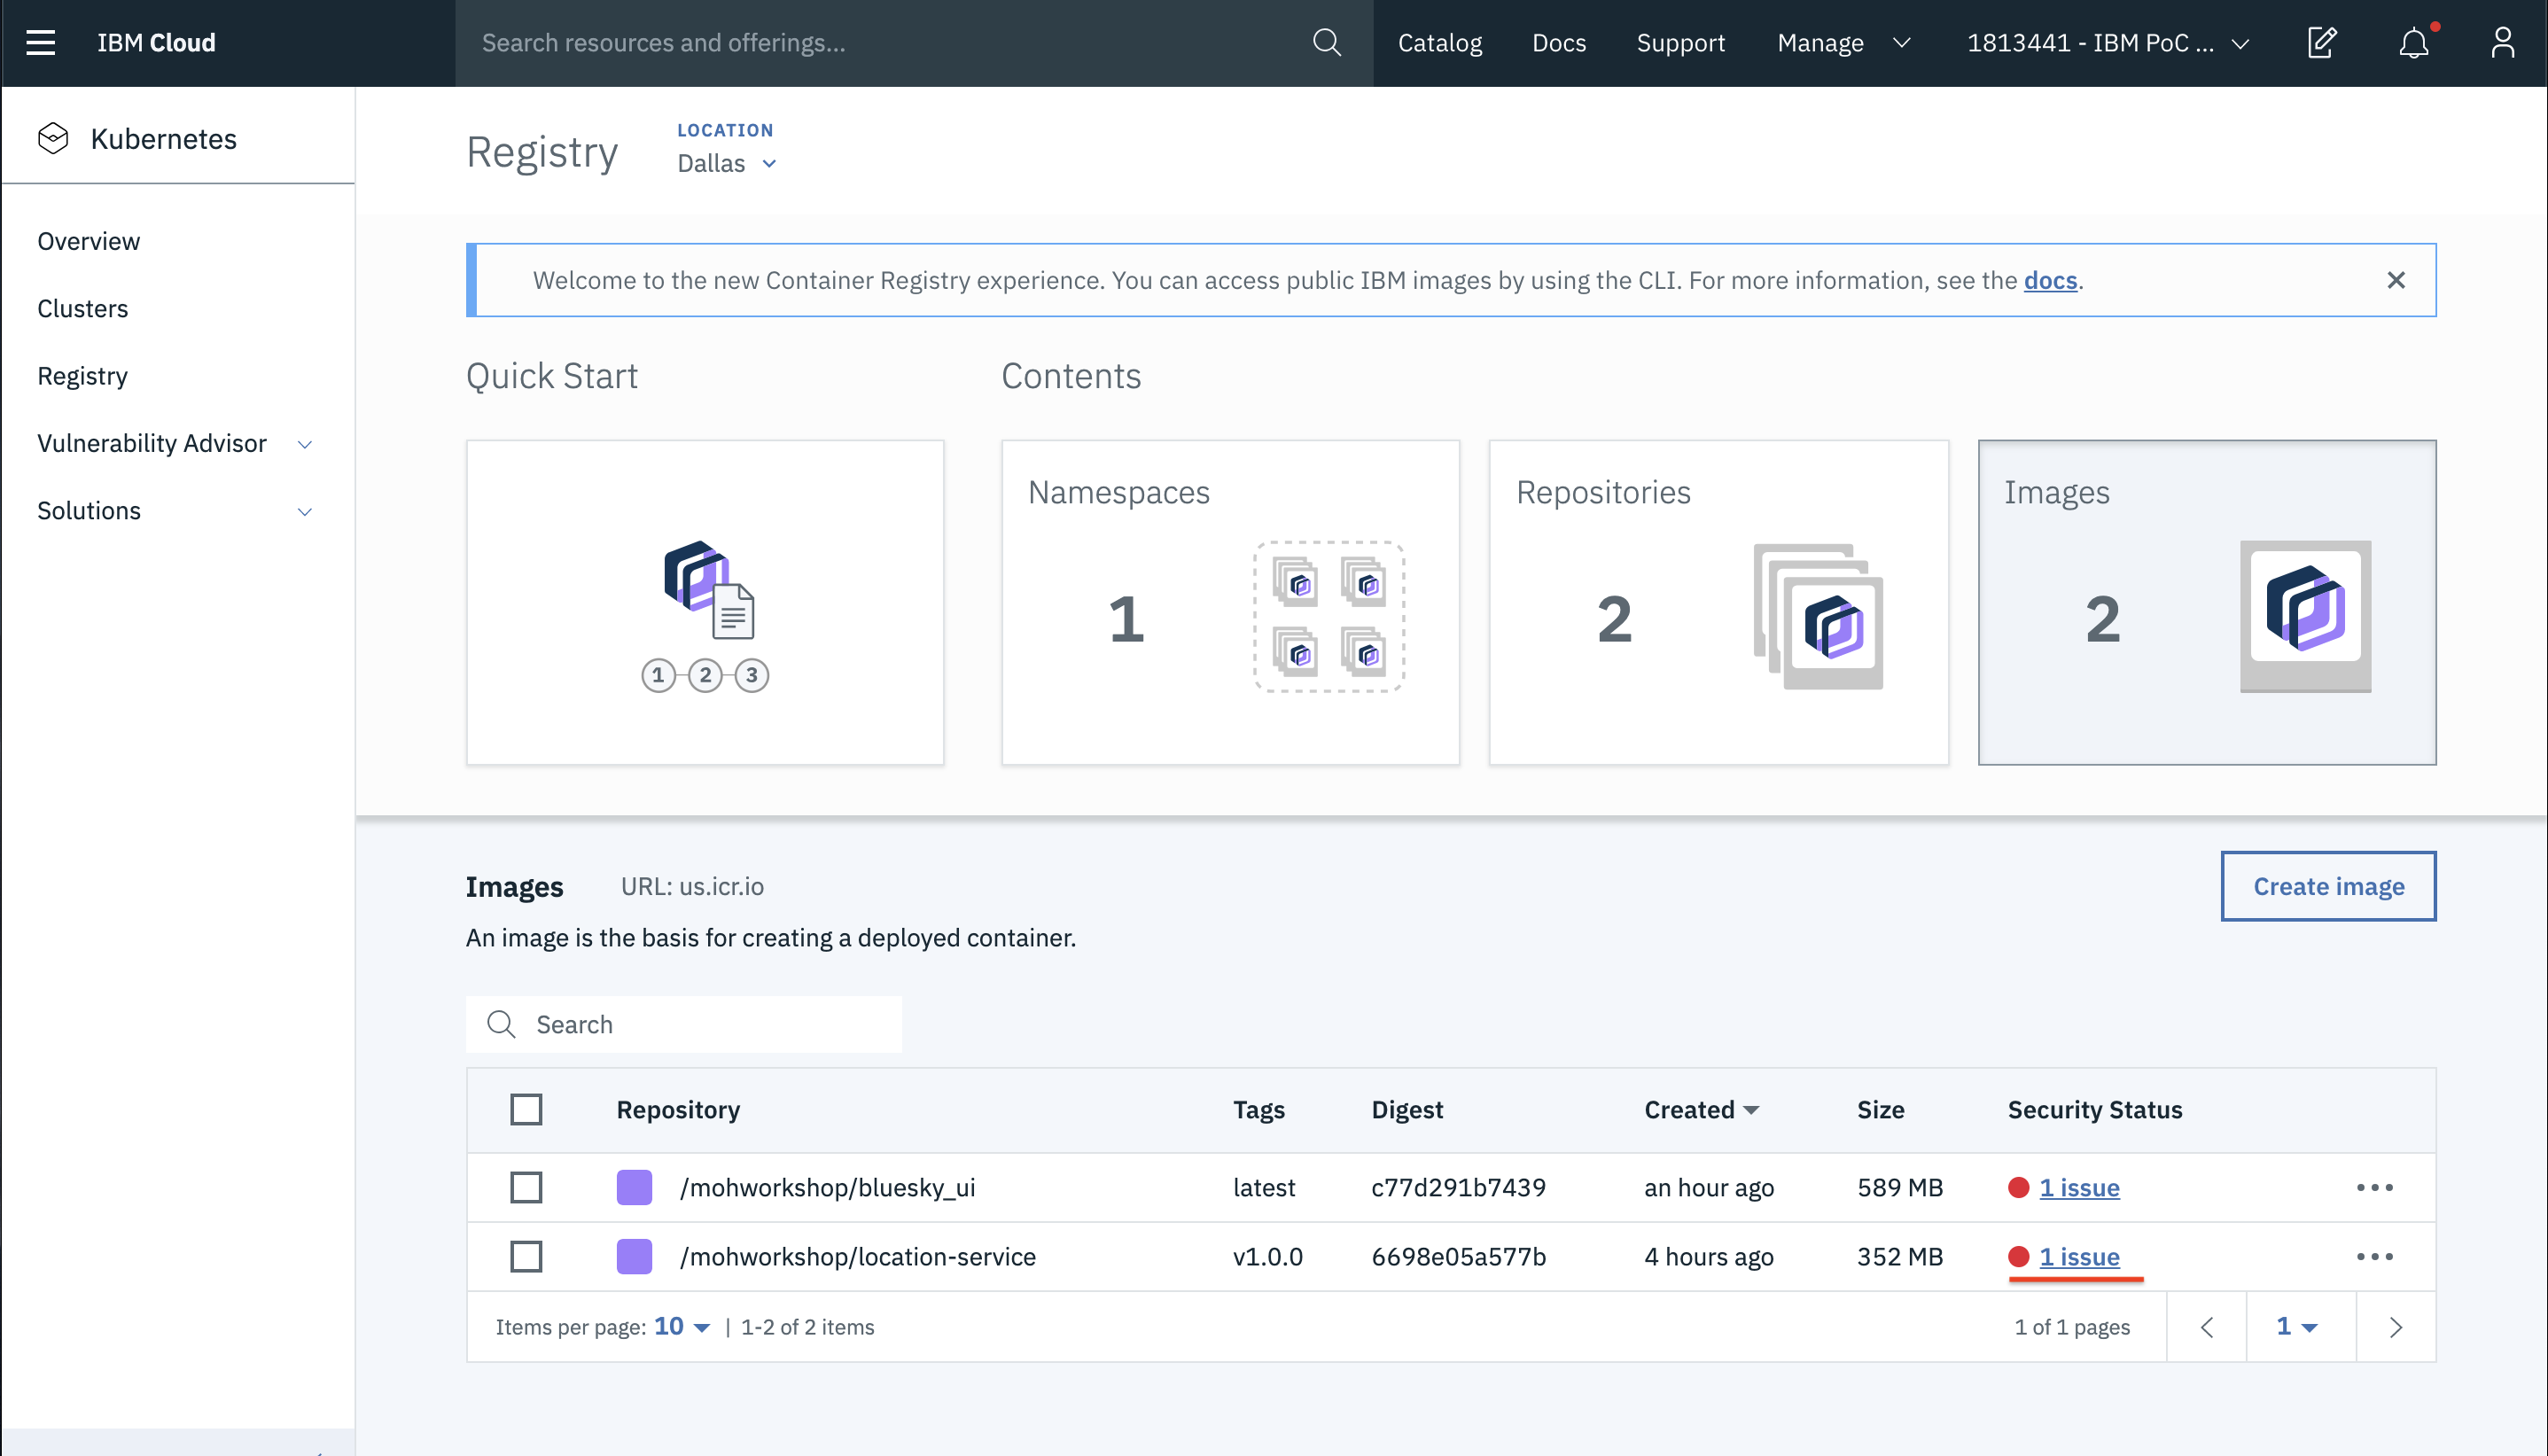 IBM Cloud
Search resources and offerings...
Catalog
Docs
Support
Manage
1813441 - IBM PoC ...
Kubernetes
Overview
Clusters
Registry
Vulnerability Advisor
Solutions
Registry
LOCATION
Dallas
Welcome to the new Container Registry experience. You can access public IBM images by using the CLI. For more information, see the docs.
Quick Start
Contents
1 2 3
Namespaces
1
Repositories
2
Images
2
Images URL: us.icr.io
Create image
An image is the basis for creating a deployed container.
Search
Repository Tags Digest Created Size Security Status
/mohworkshop/bluesky_ui latest c77d291b7439 an hour ago 589 MB 1 issue
/mohworkshop/location-service v1.0.0 6698e05a577b 4 hours ago 352 MB 1 issue
Items per page: 10 | 1-2 of 2 items 1 of 1 pages 1